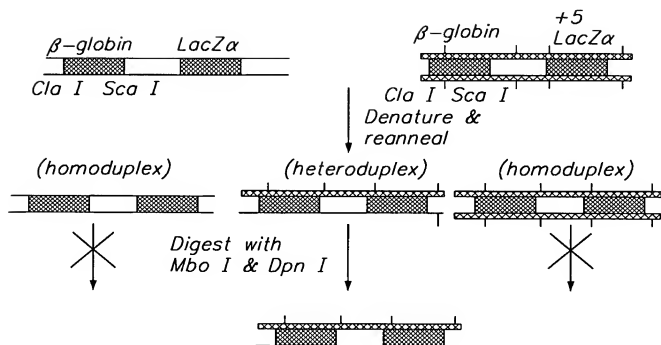 β-globin LacZα
Cla I Sca I
+5
β-globin LacZα
Cla I Sca I
Denature &
reanneal
(homoduplex) (heteroduplex) (homoduplex)
Digest with
Mbo I & Dpn I